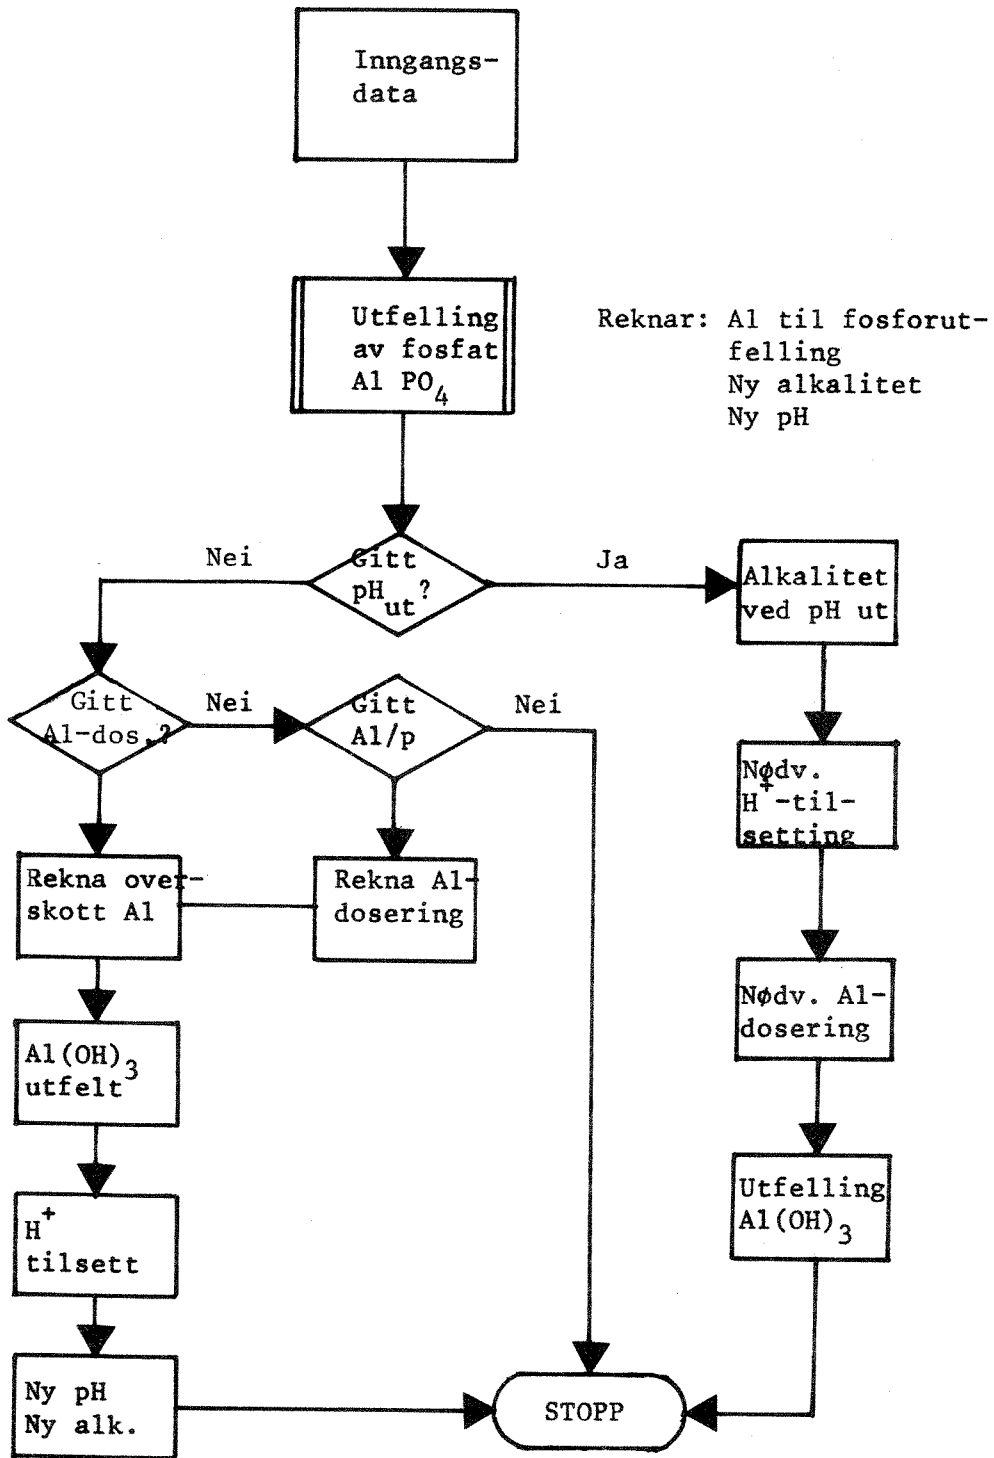 Inngangs-
data
Utfelling
av fosfat
Al PO4
Reknar: Al til fosforut-
felling
Ny alkalitet
Ny pH
Nei
Gitt
pHut?
Ja
Alkalitet
ved pH ut
Gitt
Al-dos.?
Nei
Gitt
Al/p
Nei
Nødv.
H+-til-
setting
Rekna over-
skott Al
Rekna Al-
dosering
Nødv. Al-
dosering
Al(OH)3
utfelt
Utfelling
Al(OH)3
H+
tilsett
Ny pH
Ny alk.
STOPP